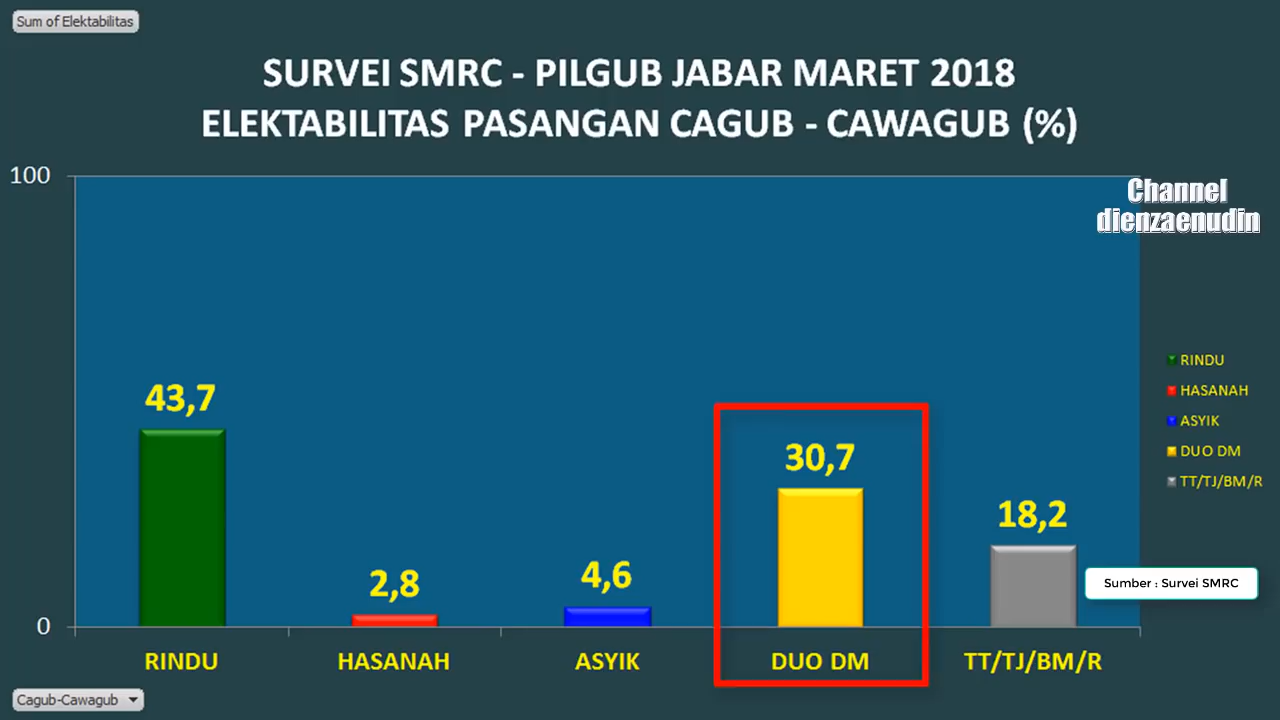 Sum of Elektabilitas
SURVEI SMRC - PILGUB JABAR MARET 2018
ELEKTABILITAS PASANGAN CAGUB - CAWAGUB (%)
100
Channel
dienzaenudin
RINDU
HASANAH
ASYIK
DUO DM
TT/TJ/BM/R
43,7
30,7
18,2
2,8
4,6
Sumber : Survei SMRC
0
RINDU
HASANAH
ASYIK
DUO DM
TT/TJ/BM/R
Cagub-Cawagub